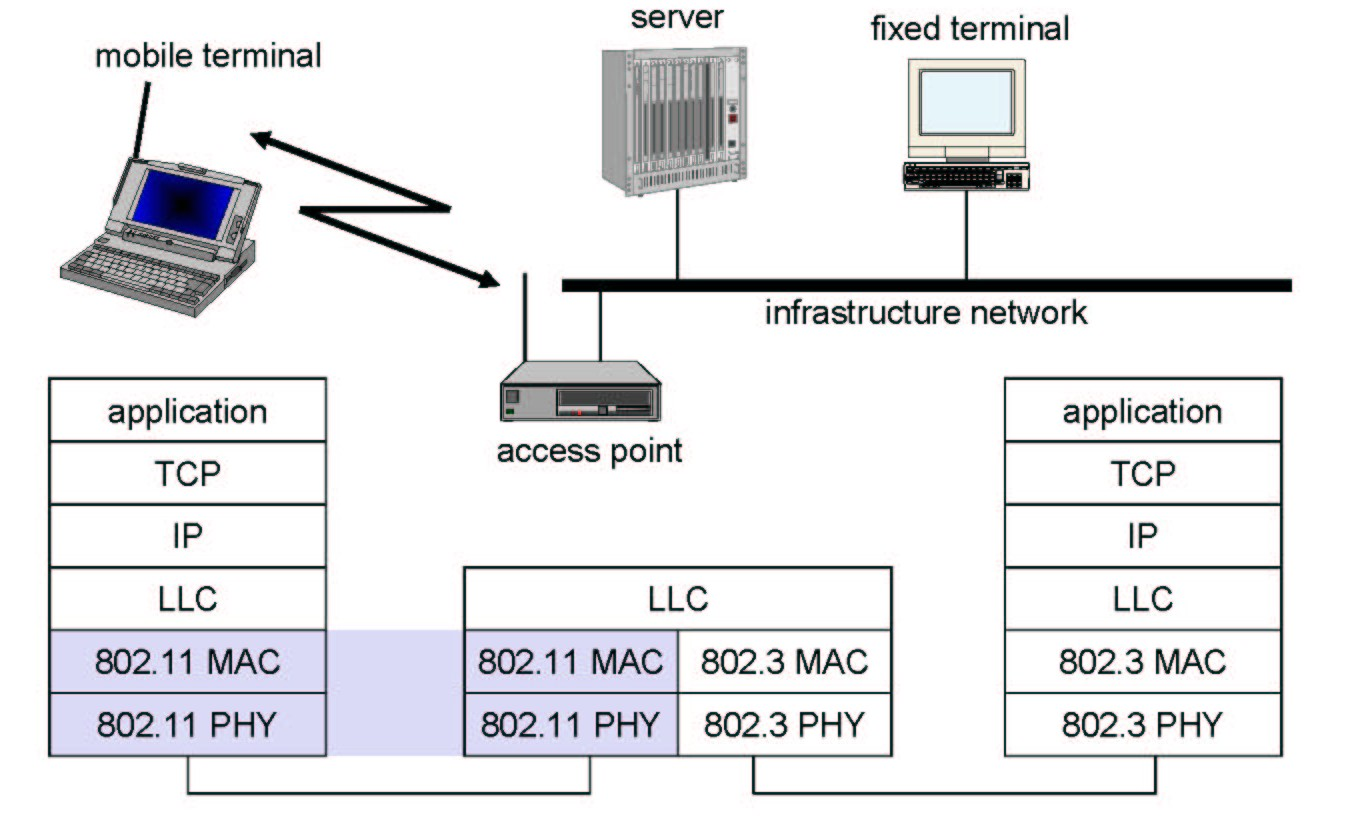 server
fixed terminal
mobile terminal
infrastructure network
access point
application
TCP
IP
LLC
802.11 MAC
802.11 PHY
LLC
802.11 MAC
802.3 MAC
802.11 PHY
802.3 PHY
application
TCP
IP
LLC
802.3 MAC
802.3 PHY